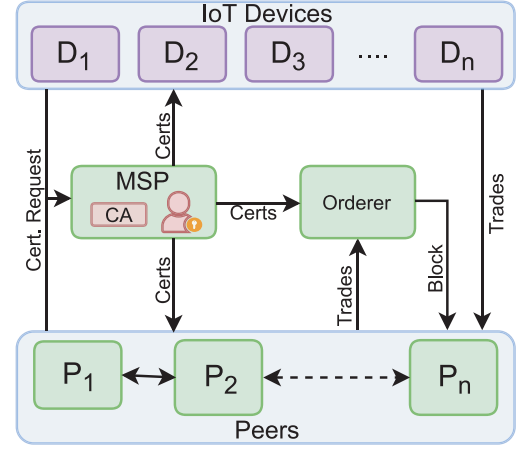 IoT Devices
D1
D2
D3
....
Dn
Cert. Request
Certs
MSP
CA
Certs
Orderer
Trades
Certs
Trades
Block
P1
P2
Pn
Peers